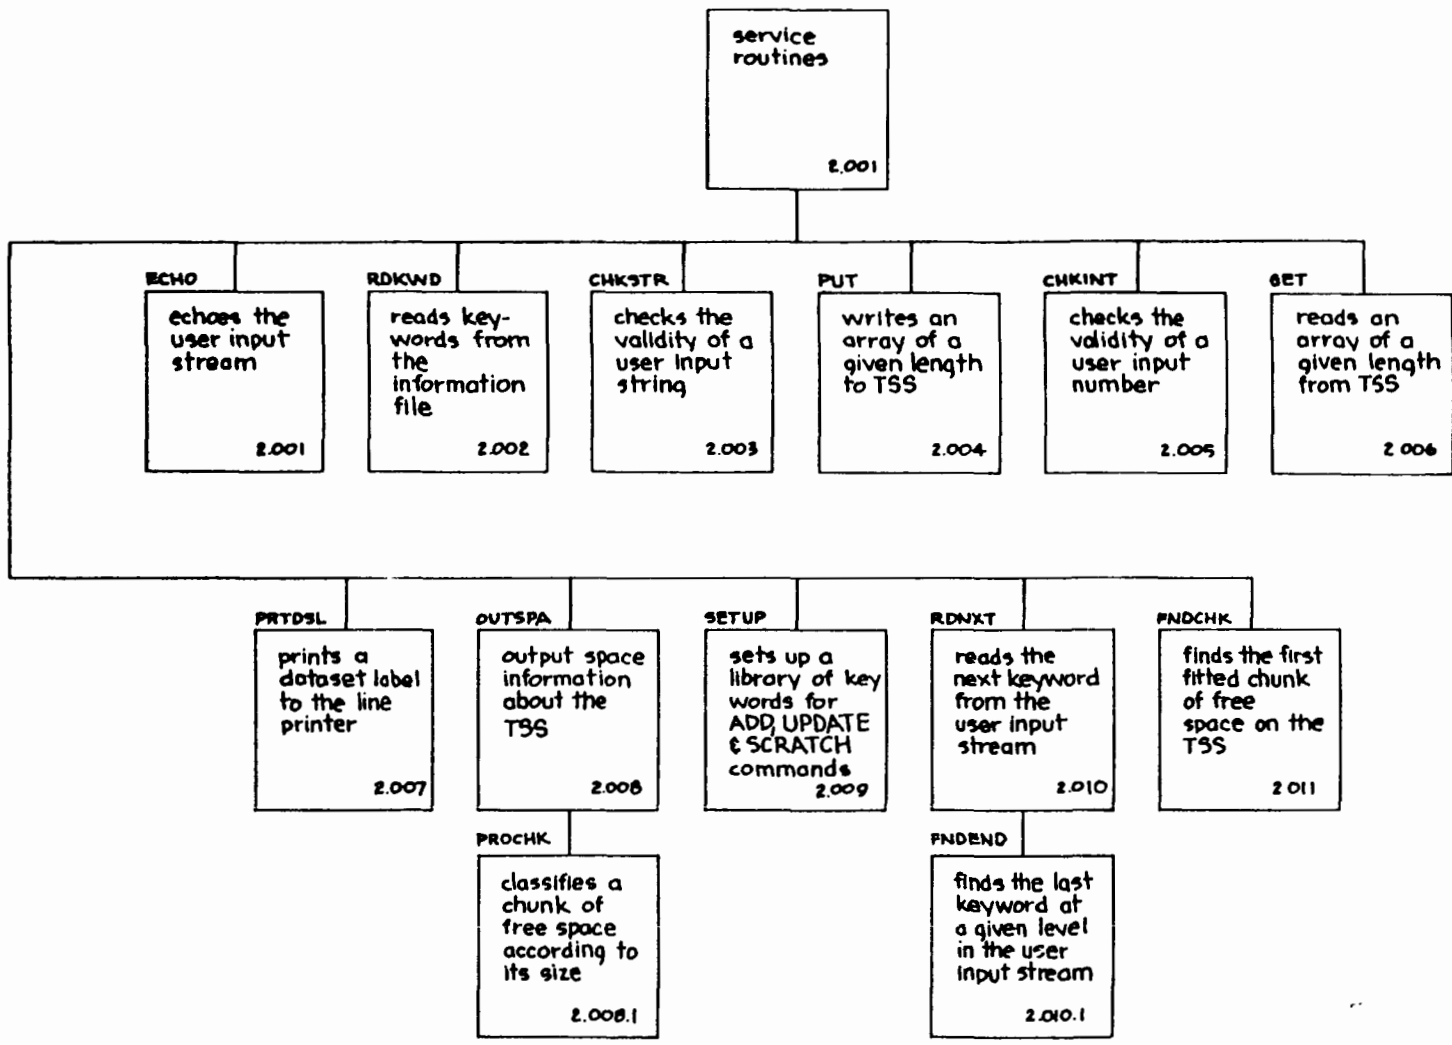 service
routines
2.001
ECHO
echoes the
user input
stream
2.001
RDKWD
reads key-
words from
the
information
file
2.002
CHKSTR
checks the
validity of a
user input
string
2.003
PUT
writes an
array of a
given length
to TSS
2.004
CHKINT
checks the
validity of a
user input
number
2.005
GET
reads an
array of a
given length
from TSS
2 006
PRTDSL
prints a
dataset label
to the line
printer
2.007
OUTSPA
output space
information
about the
TSS
2.008
SETUP
sets up a
library of key
words for
ADD, UPDATE
& SCRATCH
commands
2.009
RDNXT
reads the
next keyword
from the
user input
stream
2.010
FNDCHK
finds the first
fitted chunk
of free
space on the
TSS
2 011
PROCHK
classifies a
chunk of
free space
according to
its size
2.008.1
FNDEND
finds the last
keyword at
a given level
in the user
input stream
2.010.1